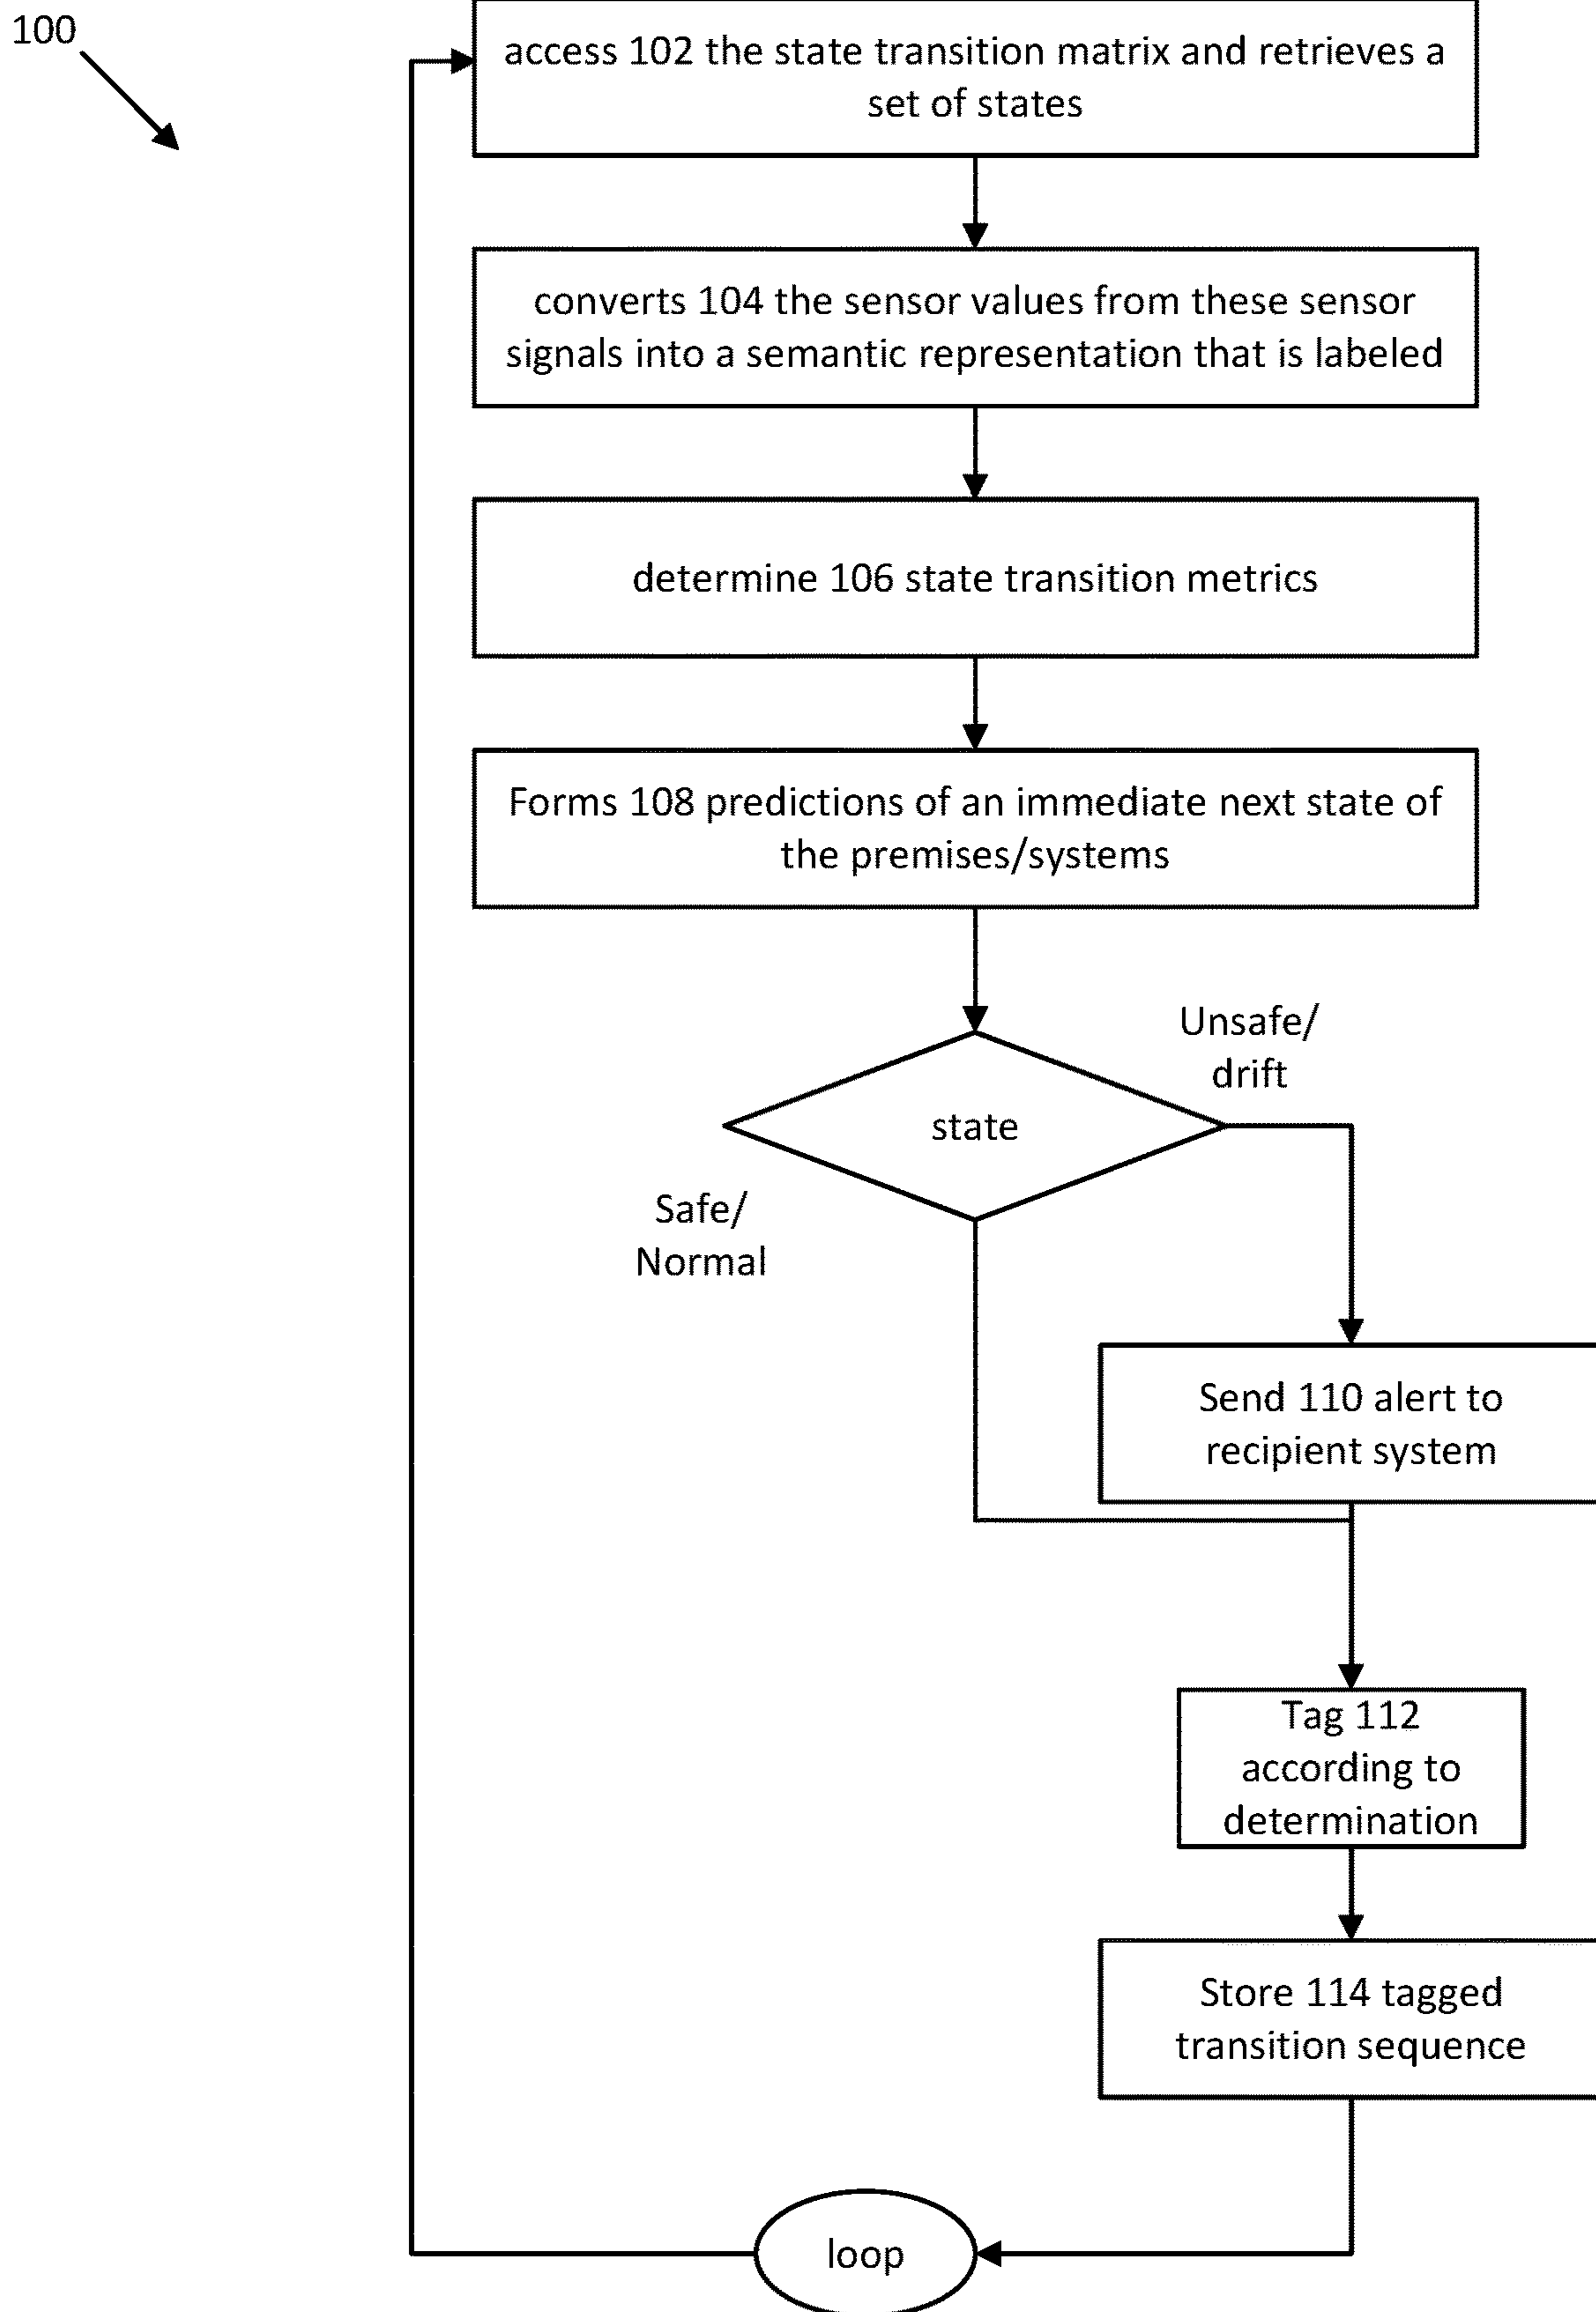 100
access 102 the state transition matrix and retrieves a
set of states
converts 104 the sensor values from these sensor
signals into a semantic representation that is labeled
determine 106 state transition metrics
Forms 108 predictions of an immediate next state of
the premises/systems
Unsafe/
drift
state
Safe/
Normal
Send 110 alert to
recipient system
Tag 112
according to
determination
Store 114 tagged
transition sequence
loop